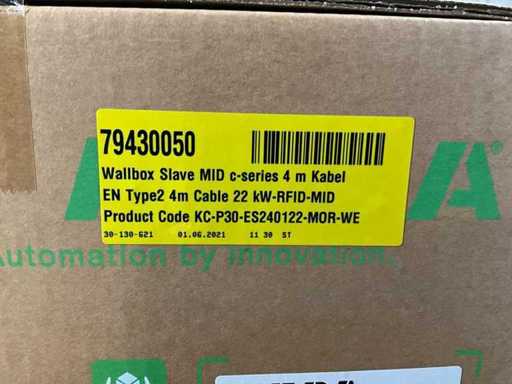 79430050
Wallbox Slave MID c-series 4 m Kabel
EN Type2 4m Cable 22 kW-RFID-MID
Product Code KC-P30-ES240122-MOR-WE
30-130-621 01.06.2021 11 30 ST
Automation by innovation.